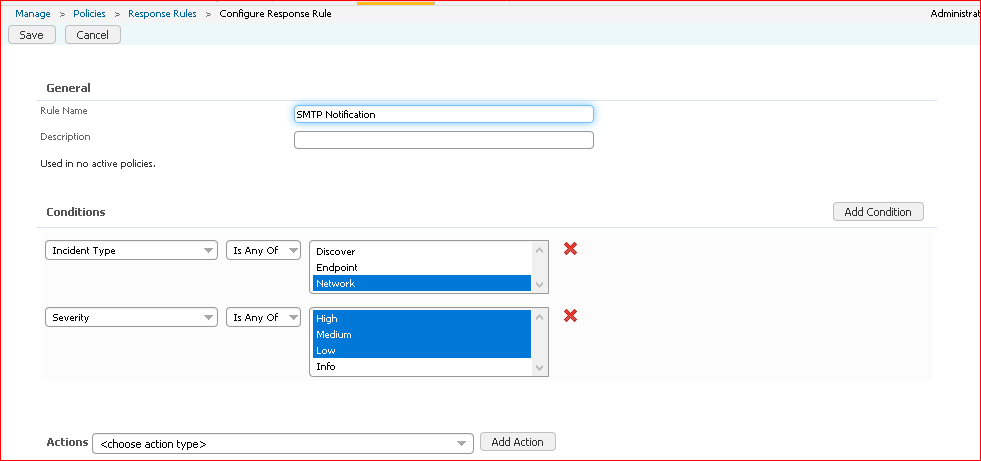 Manage > Policies > Response Rules > Configure Response Rule Administrat
Save Cancel
General
Rule Name SMTP Notification
Description
Used in no active policies.
Conditions Add Condition
Incident Type Is Any Of Discover
Endpoint
Network
Severity Is Any Of High
Medium
Low
Info
Actions <choose action type> Add Action